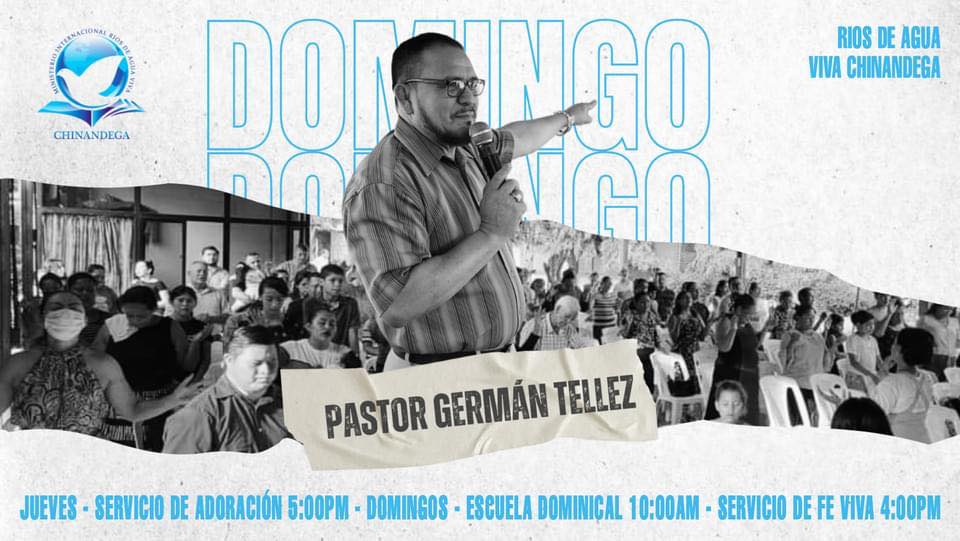 DOMINGO
DOMINGO
RIOS DE AGUA
VIVA CHINANDEGA
MINISTERIO INTERNACIONAL RIOS DE AGUA VIVA
CHINANDEGA
PASTOR GERMÁN TELLEZ
JUEVES - SERVICIO DE ADORACIÓN 5:00PM - DOMINGOS - ESCUELA DOMINICAL 10:00AM - SERVICIO DE FE VIVA 4:00PM